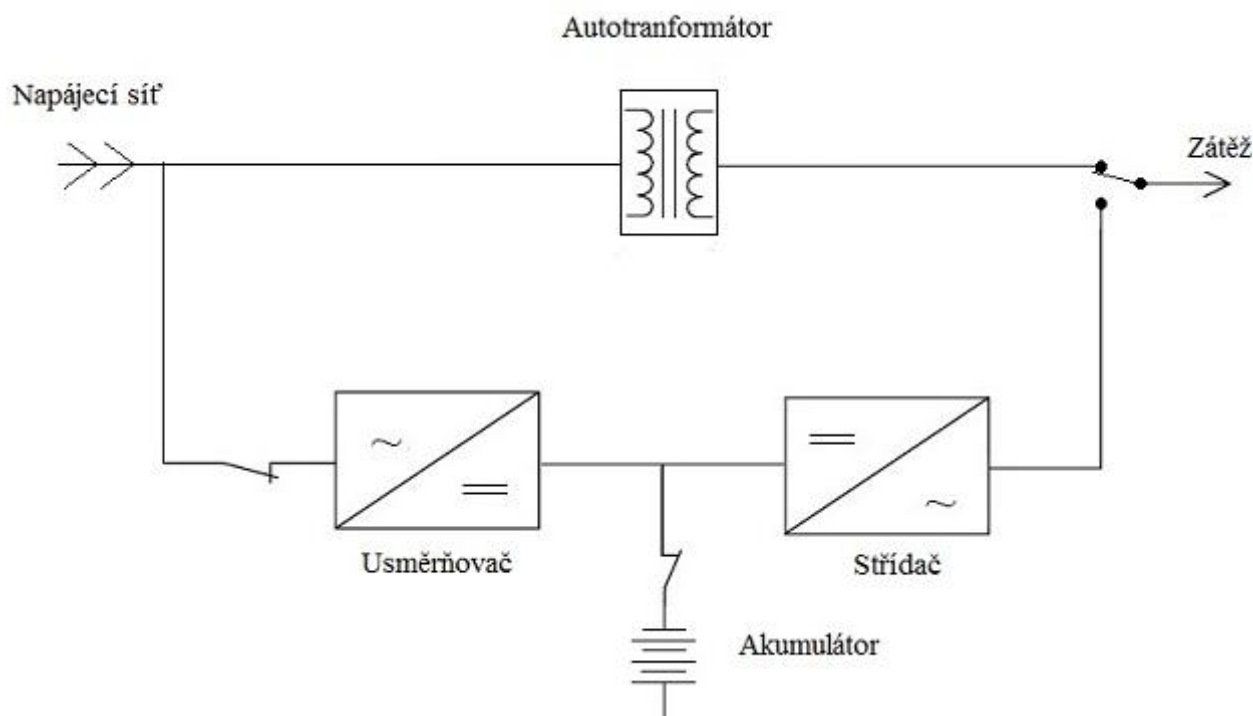 Autotranformátor
Napájecí síť
Zátěž
Usměrňovač
Střídač
Akumulátor